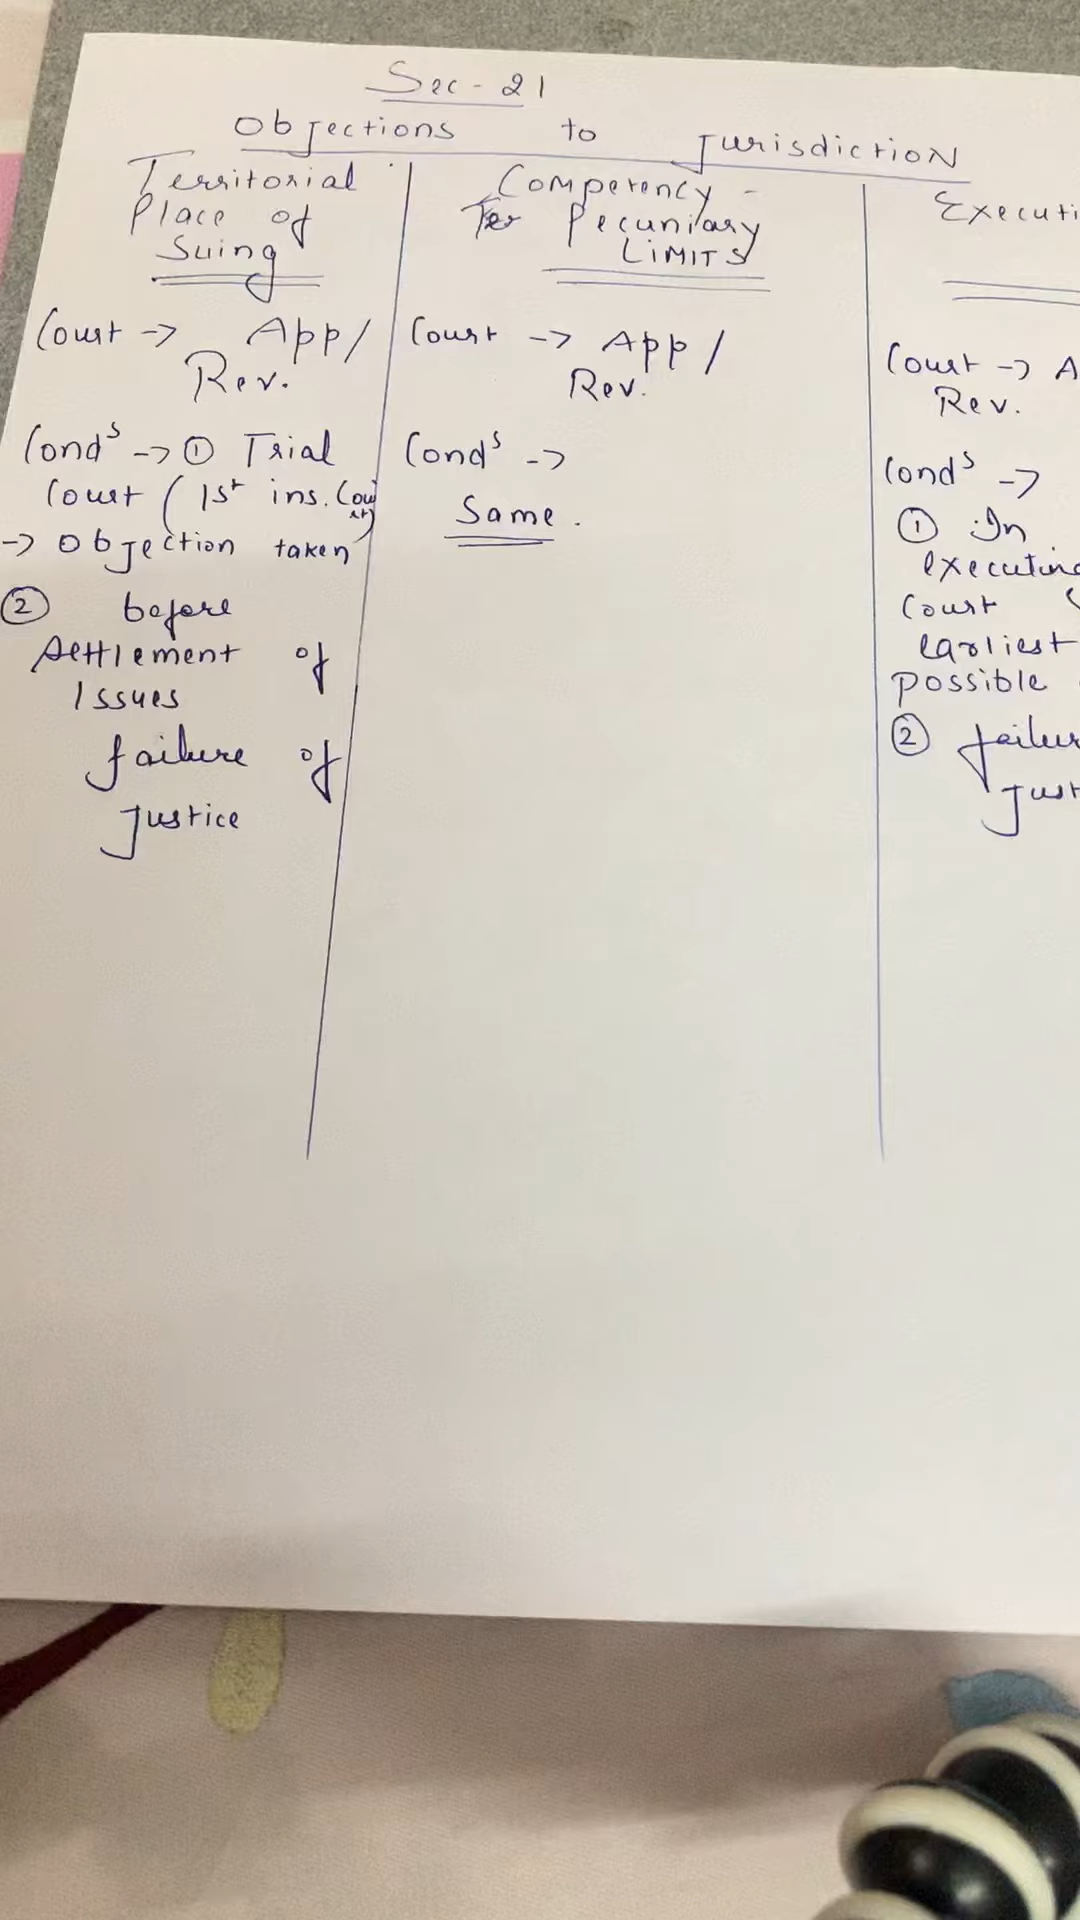 Sec - 21
Objections to Jurisdiction
Territorial
Place of
Suing
Court -> App/
Rev.
Cond^s -> ① Trial
Court (1st ins. Court)
-> Objection taken
② before
settlement of
Issues
failure of
Justice
Competency -
Pecuniary
LIMITS
Court -> App/
Rev.
Cond^s ->
Same.
Executi
Court -> A
Rev.
Cond^s ->
① In
executing
Court
earliest
possible
② failur
Just